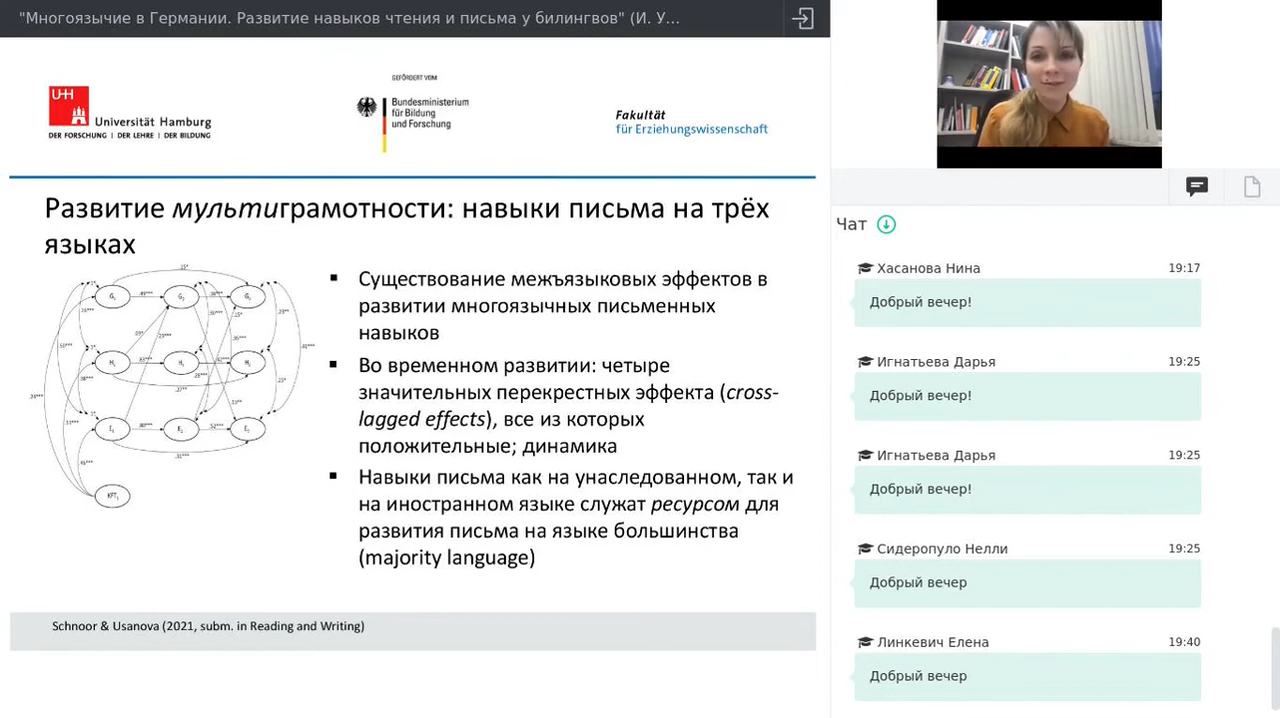 "Многоязычие в Германии. Развитие навыков чтения и письма у билингвов" (И. У...
UHH
Universität Hamburg
DER FORSCHUNG | DER LEHRE | DER BILDUNG
GEFÖRDERT VOM
Bundesministerium
für Bildung
und Forschung
Fakultät
für Erziehungswissenschaft
Развитие мультиграмотности: навыки письма на трёх
языках
Существование межъязыковых эффектов в
развитии многоязычных письменных
навыков
Во временном развитии: четыре
значительных перекрестных эффекта (cross-
lagged effects), все из которых
положительные; динамика
Навыки письма как на унаследованном, так и
на иностранном языке служат ресурсом для
развития письма на языке большинства
(majority language)
Schnoor & Usanova (2021, subm. in Reading and Writing)
Чат
Хасанова Нина 19:17
Добрый вечер!
Игнатьева Дарья 19:25
Добрый вечер!
Игнатьева Дарья 19:25
Добрый вечер!
Сидеропуло Нелли 19:25
Добрый вечер
Линкевич Елена 19:40
Добрый вечер